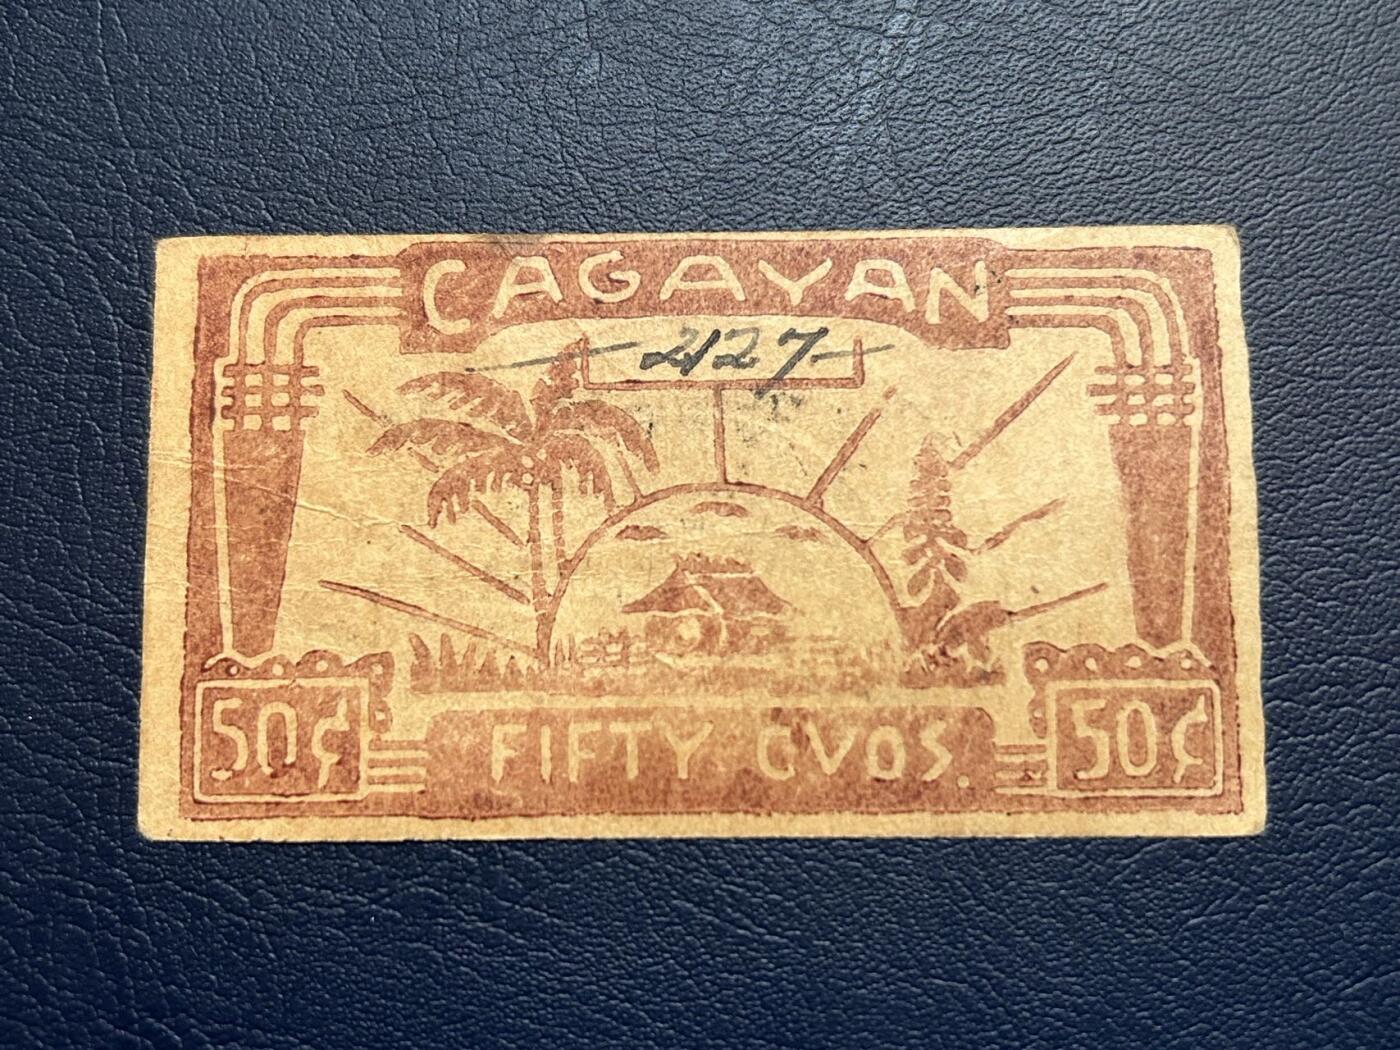 CAGAYAN
2127
50¢ FIFTY CVOS. 50¢